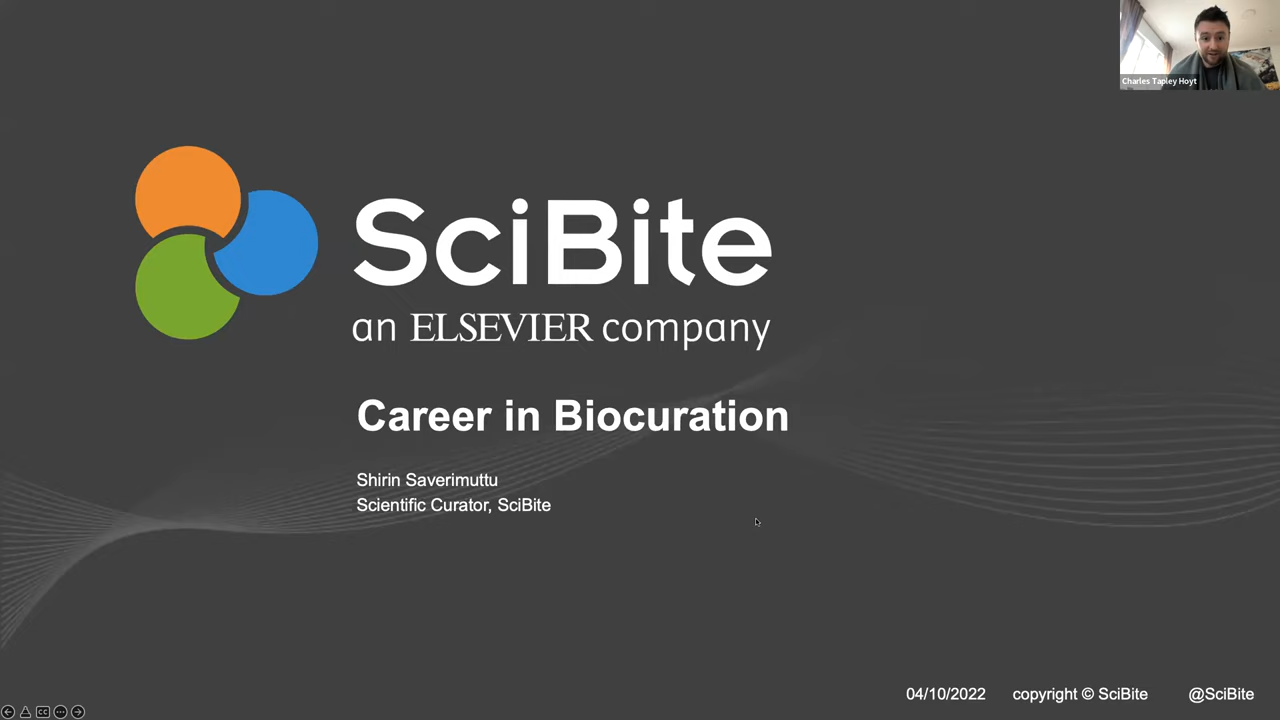 Charles Tapley Hoyt
SciBite
an ELSEVIER company
Career in Biocuration
Shirin Saverimuttu
Scientific Curator, SciBite
04/10/2022 copyright © SciBite @SciBite
CC